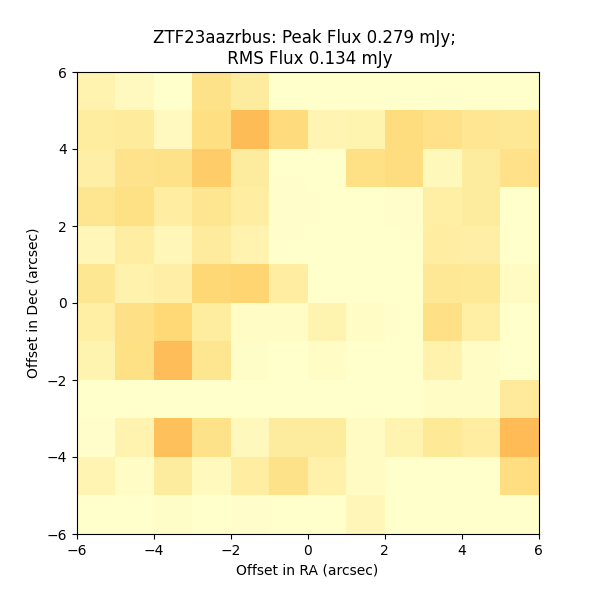 ZTF23aazrbus: Peak Flux 0.279 mJy;
RMS Flux 0.134 mJy
6
4
2
0
−2
−4
−6
Offset in Dec (arcsec)
−6 −4 −2 0 2 4 6
Offset in RA (arcsec)